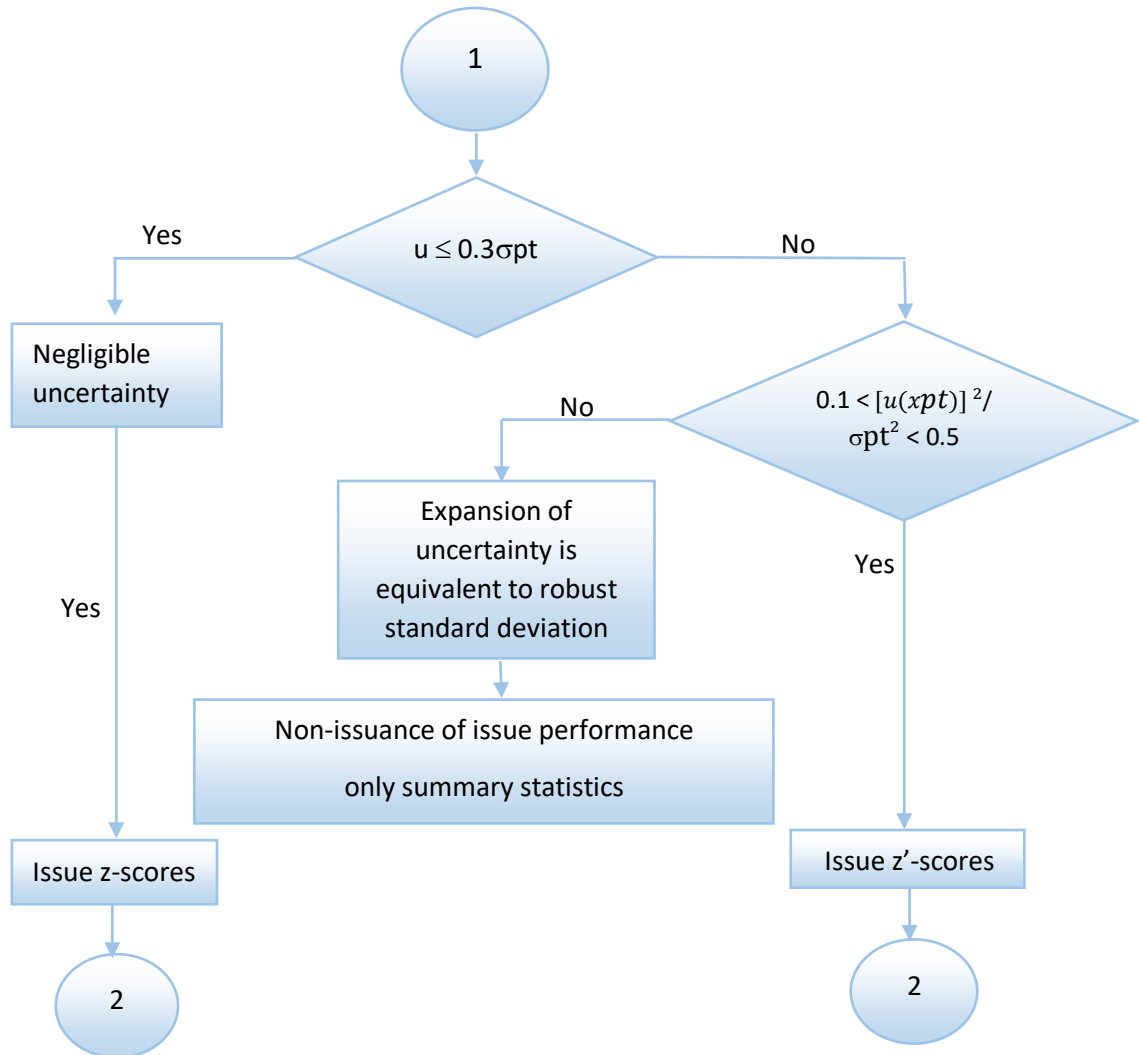 1
u ≤ 0.3σpt
Yes
No
Negligible
uncertainty
0.1 < [u(xpt)] ²/
σpt² < 0.5
No
Expansion of
uncertainty is
equivalent to robust
standard deviation
Yes
Yes
Non-issuance of issue performance
only summary statistics
Issue z-scores
Issue z’-scores
2
2